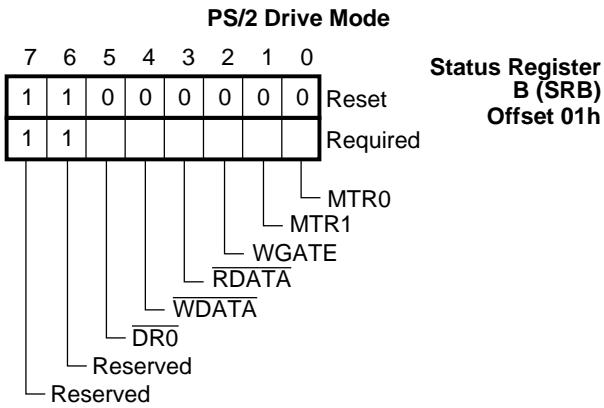 PS/2 Drive Mode
7 6 5 4 3 2 1 0
Status Register
B (SRB)
Offset 01h
1 1 0 0 0 0 0 0 Reset
1 1 Required
MTR0
MTR1
WGATE
RDATA
WDATA
DR0
Reserved
Reserved